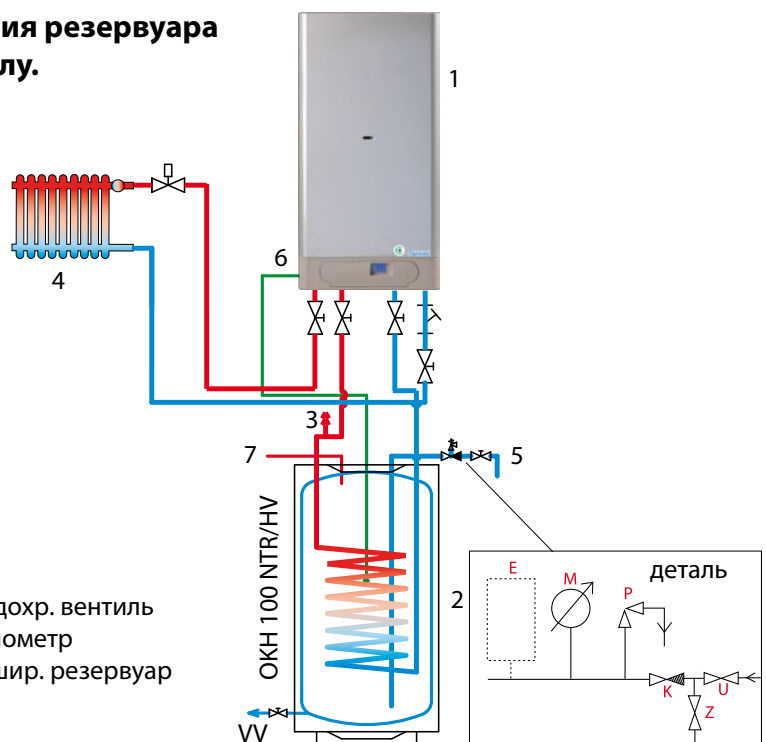 ия резервуара
лу.
1
4
6
3
7
5
OKH 100 NTR/HV
2
VV
деталь
E
M
P
K
U
Z
дохр. вентиль
нометр
шир. резервуар